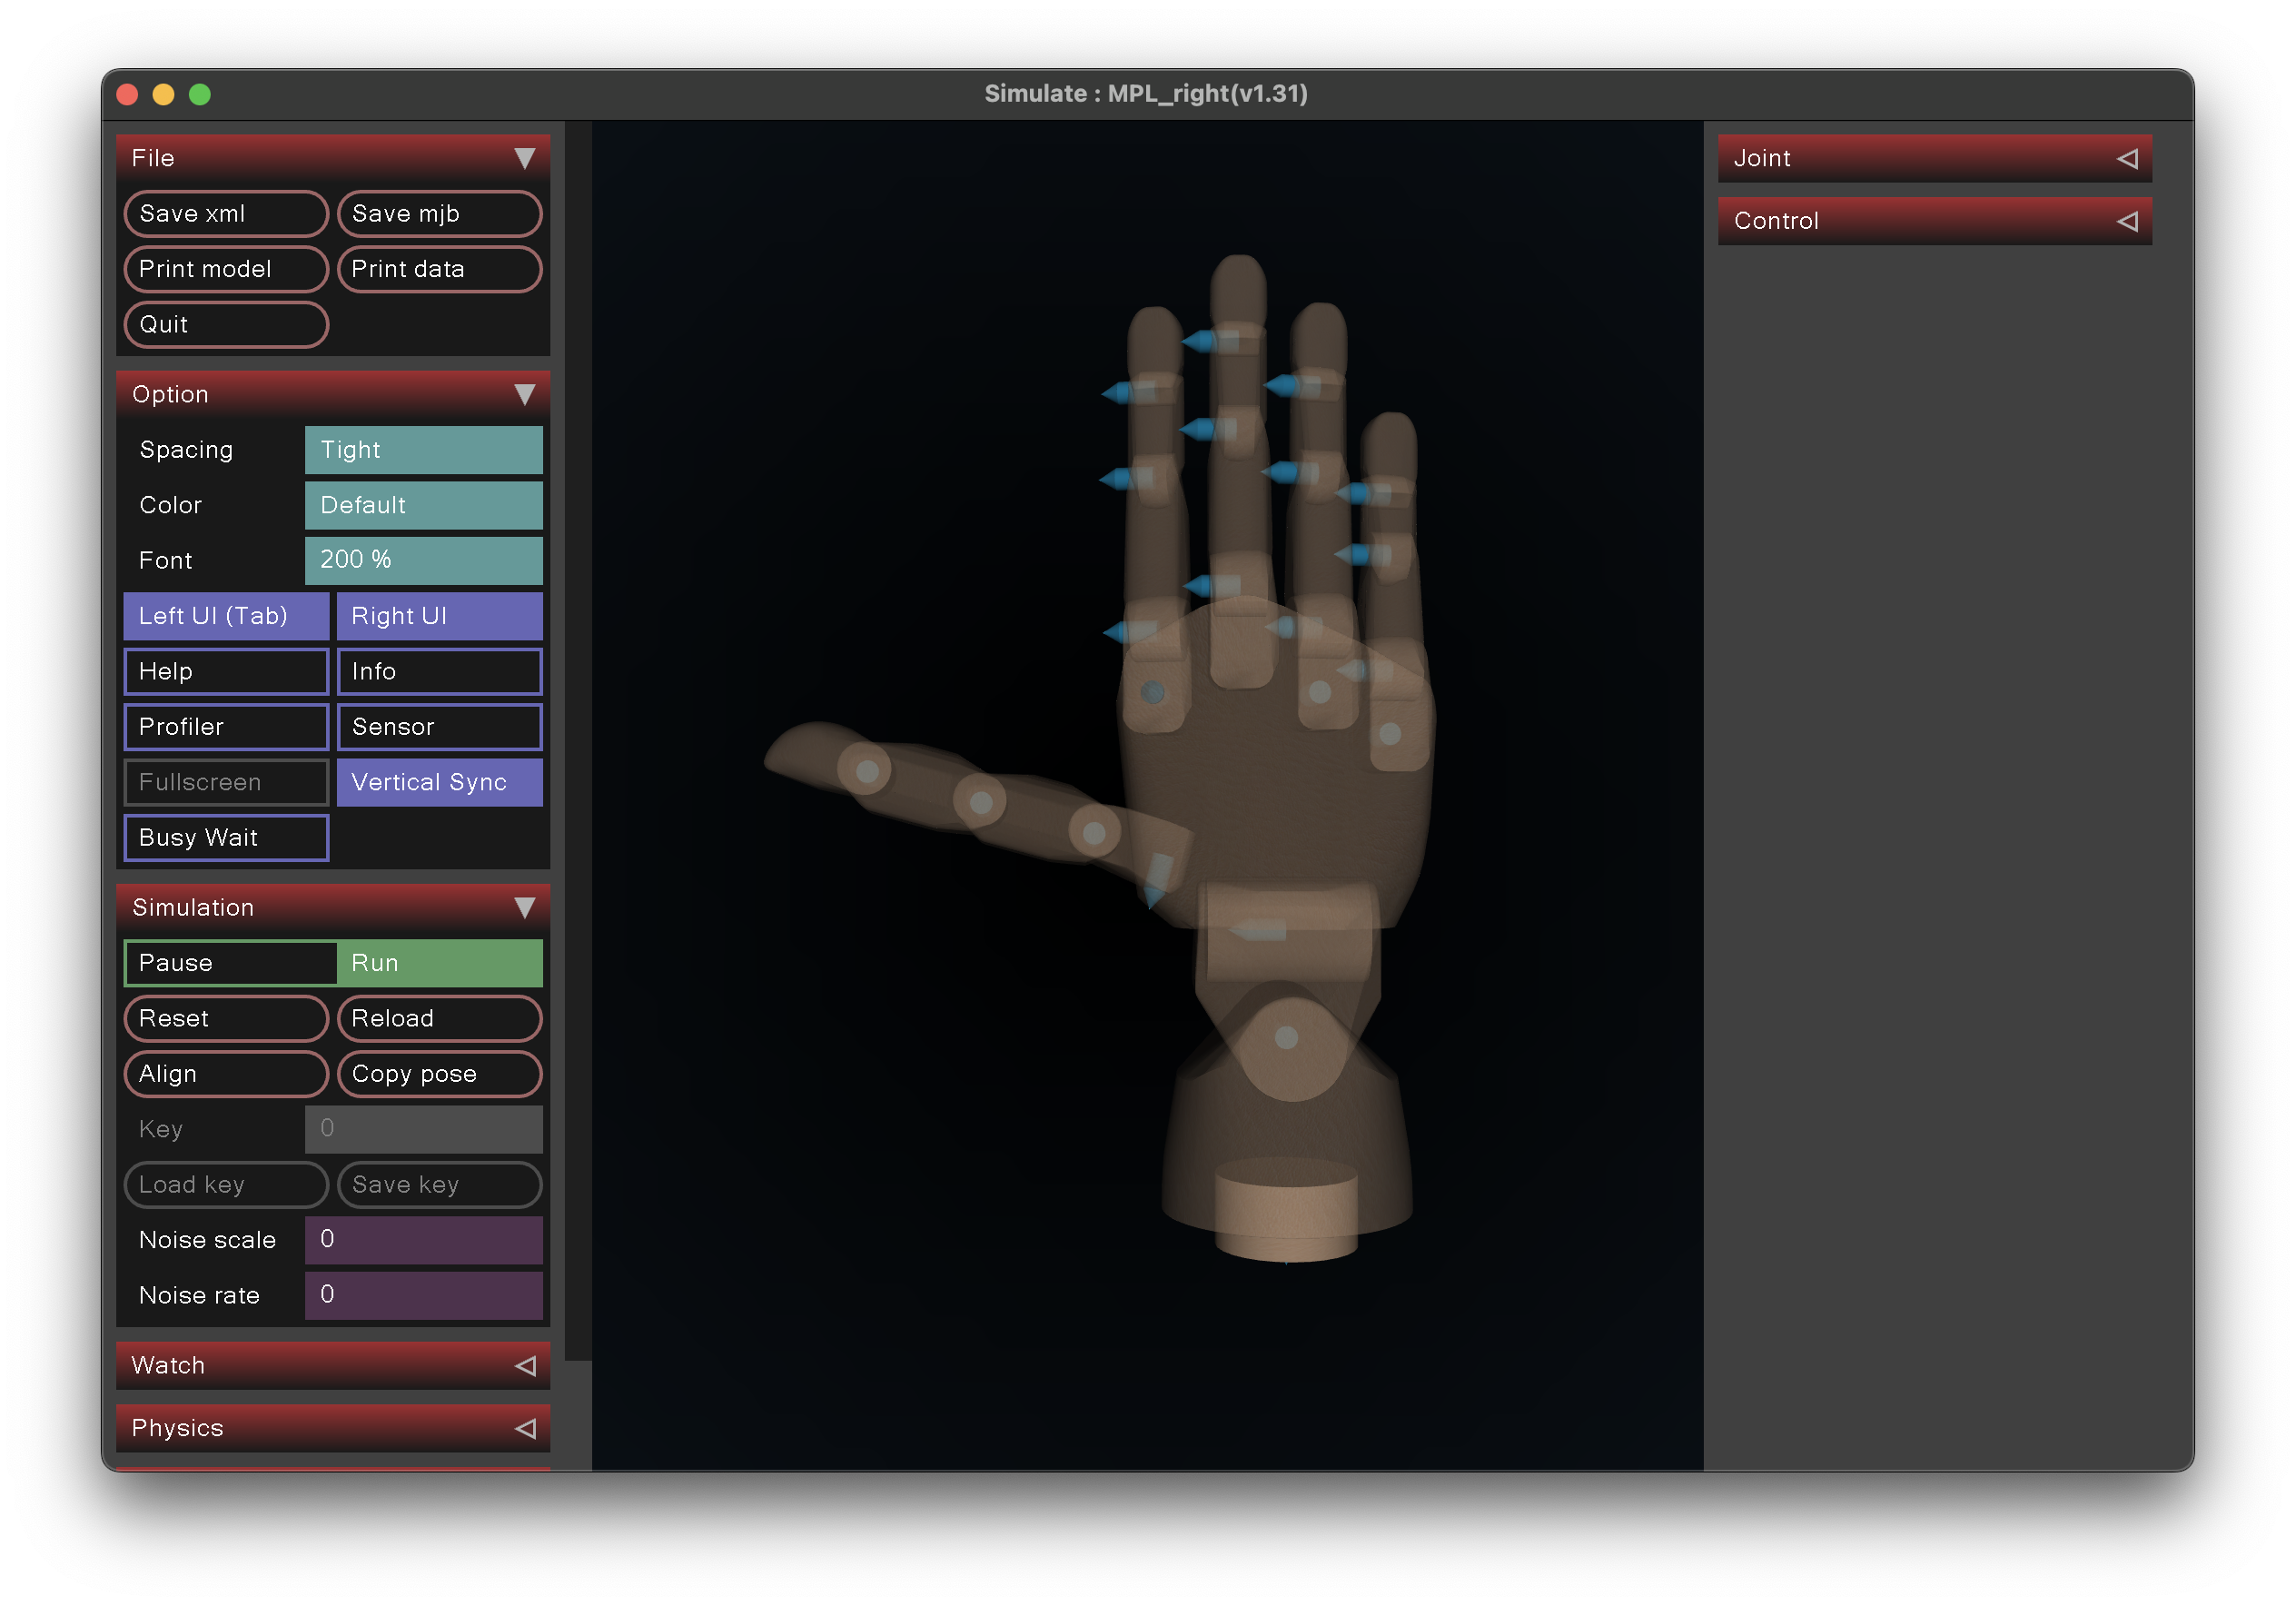 Simulate : MPL_right(v1.31)
File
Save xml
Save mjb
Print model
Print data
Quit
Option
Spacing Tight
Color Default
Font 200 %
Left UI (Tab)
Right UI
Help
Info
Profiler
Sensor
Fullscreen
Vertical Sync
Busy Wait
Simulation
Pause
Run
Reset
Reload
Align
Copy pose
Key 0
Load key
Save key
Noise scale 0
Noise rate 0
Watch
Physics
Joint
Control